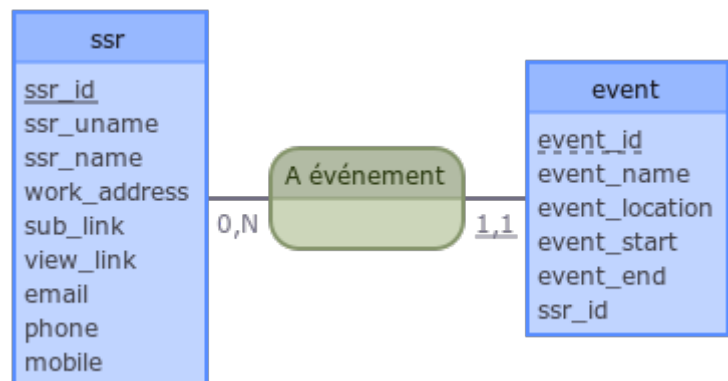 ssr
ssr_id
ssr_uname
ssr_name
work_address
sub_link
view_link
email
phone
mobile
A événement
0,N
1,1
event
event_id
event_name
event_location
event_start
event_end
ssr_id